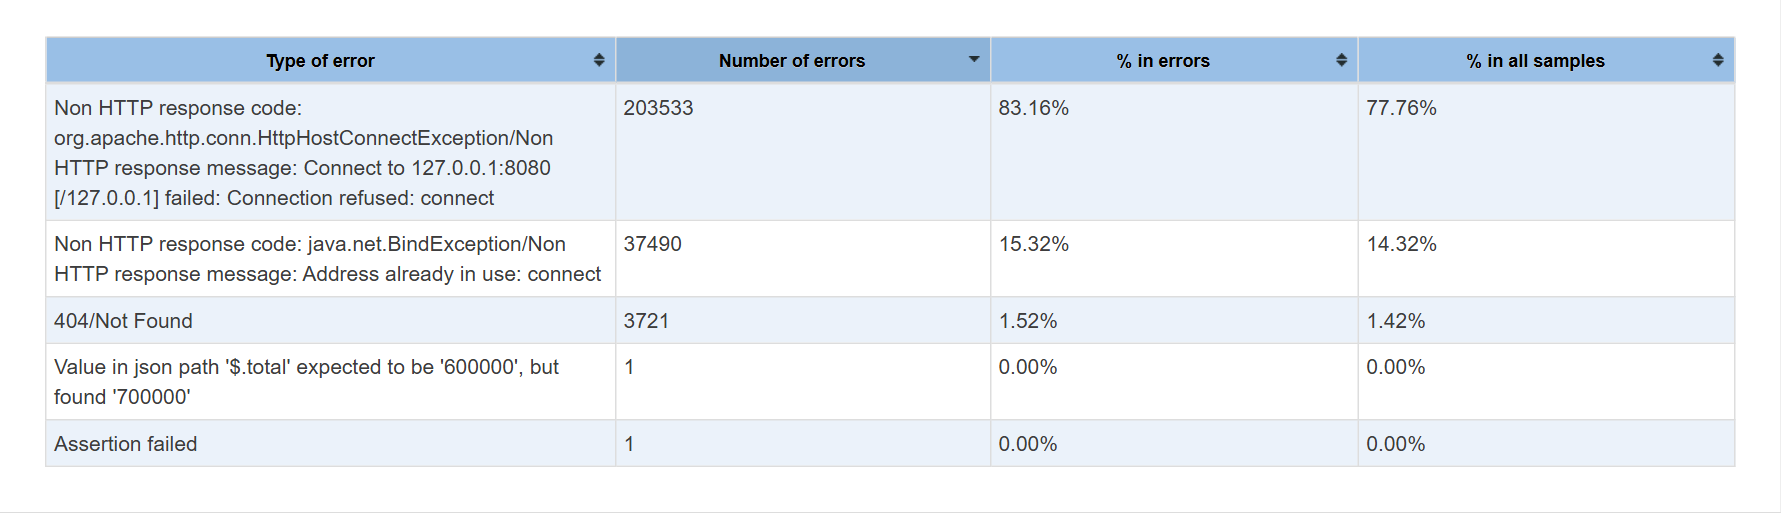 Type of error Number of errors % in errors % in all samples
Non HTTP response code: 203533 83.16% 77.76%
org.apache.http.conn.HttpHostConnectException/Non
HTTP response message: Connect to 127.0.0.1:8080
[/127.0.0.1] failed: Connection refused: connect
Non HTTP response code: java.net.BindException/Non 37490 15.32% 14.32%
HTTP response message: Address already in use: connect
404/Not Found 3721 1.52% 1.42%
Value in json path '$.total' expected to be '600000', but 1 0.00% 0.00%
found '700000'
Assertion failed 1 0.00% 0.00%